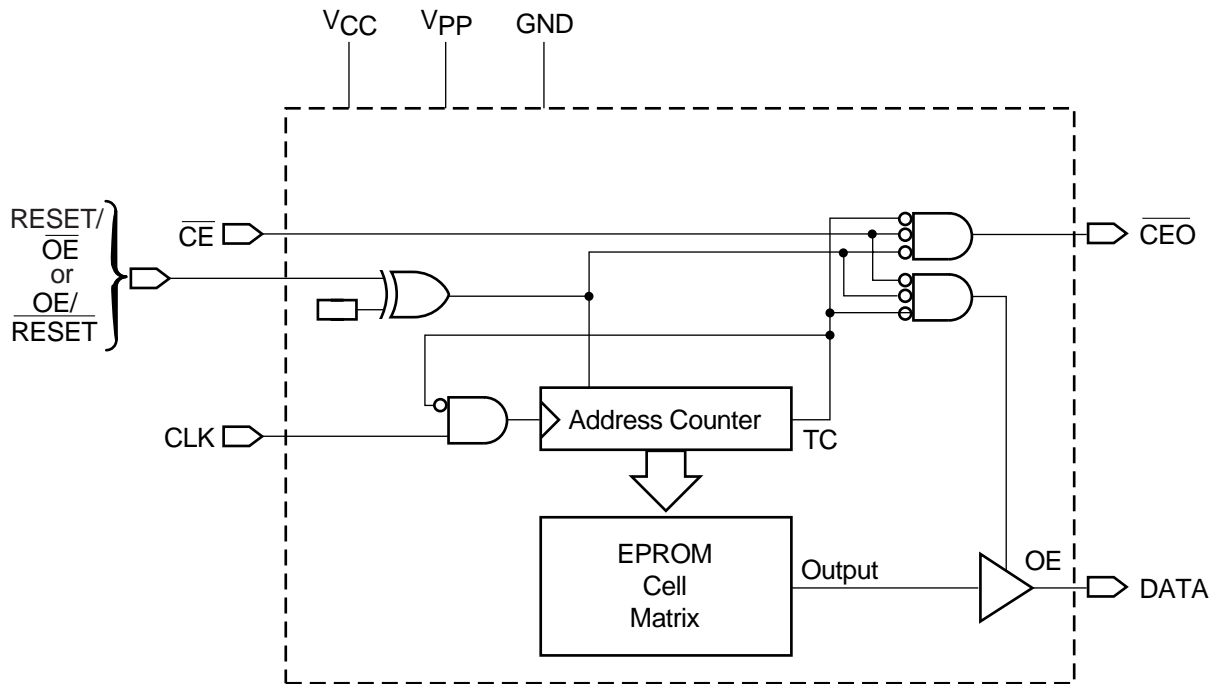 VCC
VPP
GND
RESET/
OE
or
OE/
RESET
CE
CEO
CLK
Address Counter
TC
EPROM
Cell
Matrix
Output
OE
DATA